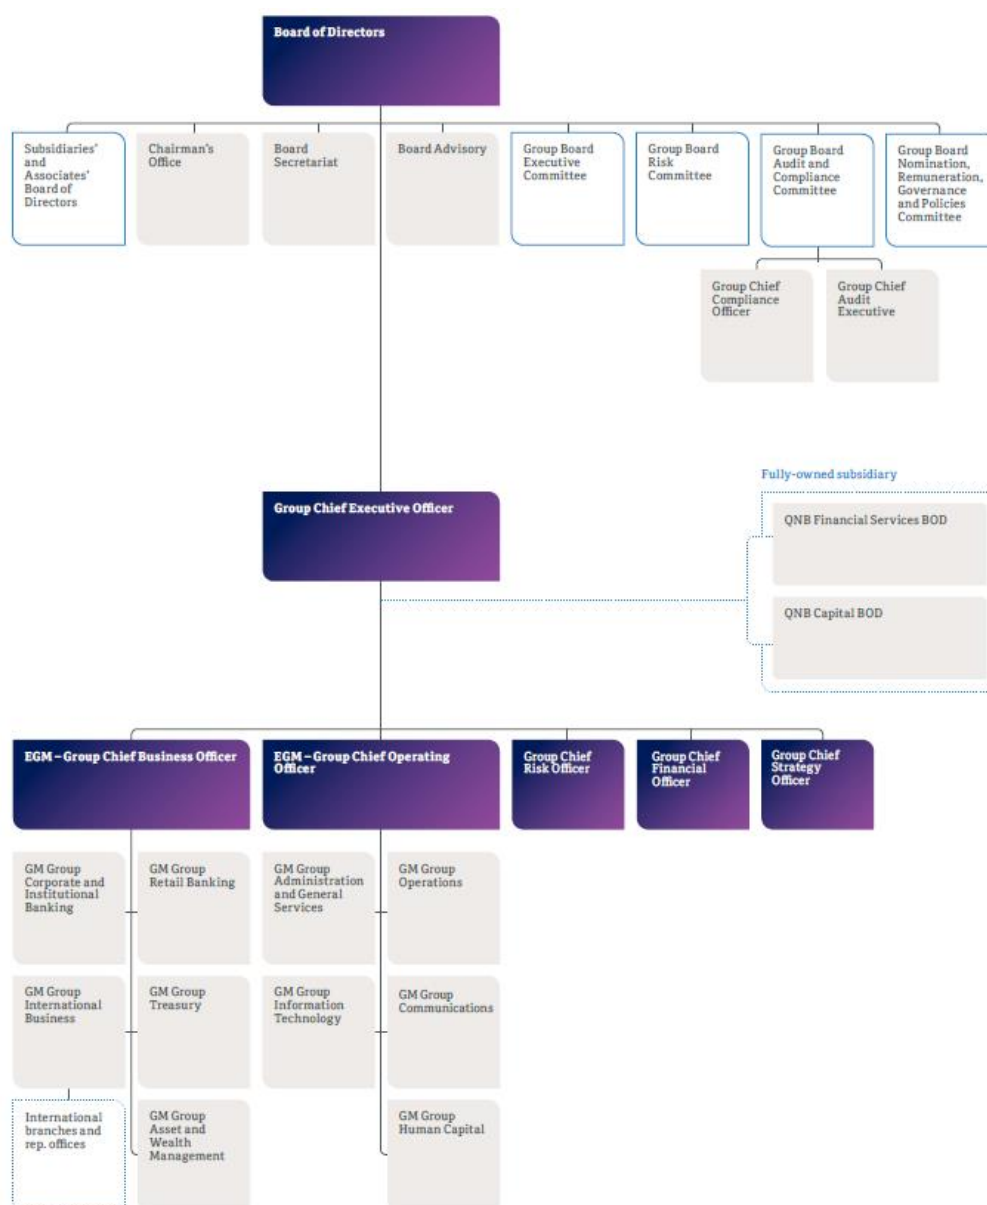 Board of Directors
Subsidiaries'
and
Associates'
Board of
Directors
Chairman's
Office
Board
Secretariat
Board Advisory
Group Board
Executive
Committee
Group Board
Risk
Committee
Group Board
Audit and
Compliance
Committee
Group Board
Nomination,
Remuneration,
Governance
and Policies
Committee
Group Chief
Compliance
Officer
Group Chief
Audit
Executive
Fully-owned subsidiary
Group Chief Executive Officer
QNB Financial Services BOD
QNB Capital BOD
EGM – Group Chief Business Officer
EGM – Group Chief Operating
Officer
Group Chief
Risk Officer
Group Chief
Financial
Officer
Group Chief
Strategy
Officer
GM Group
Corporate and
Institutional
Banking
GM Group
Retail Banking
GM Group
Administration
and General
Services
GM Group
Operations
GM Group
International
Business
GM Group
Treasury
GM Group
Information
Technology
GM Group
Communications
International
branches and
rep. offices
GM Group
Asset and
Wealth
Management
GM Group
Human Capital